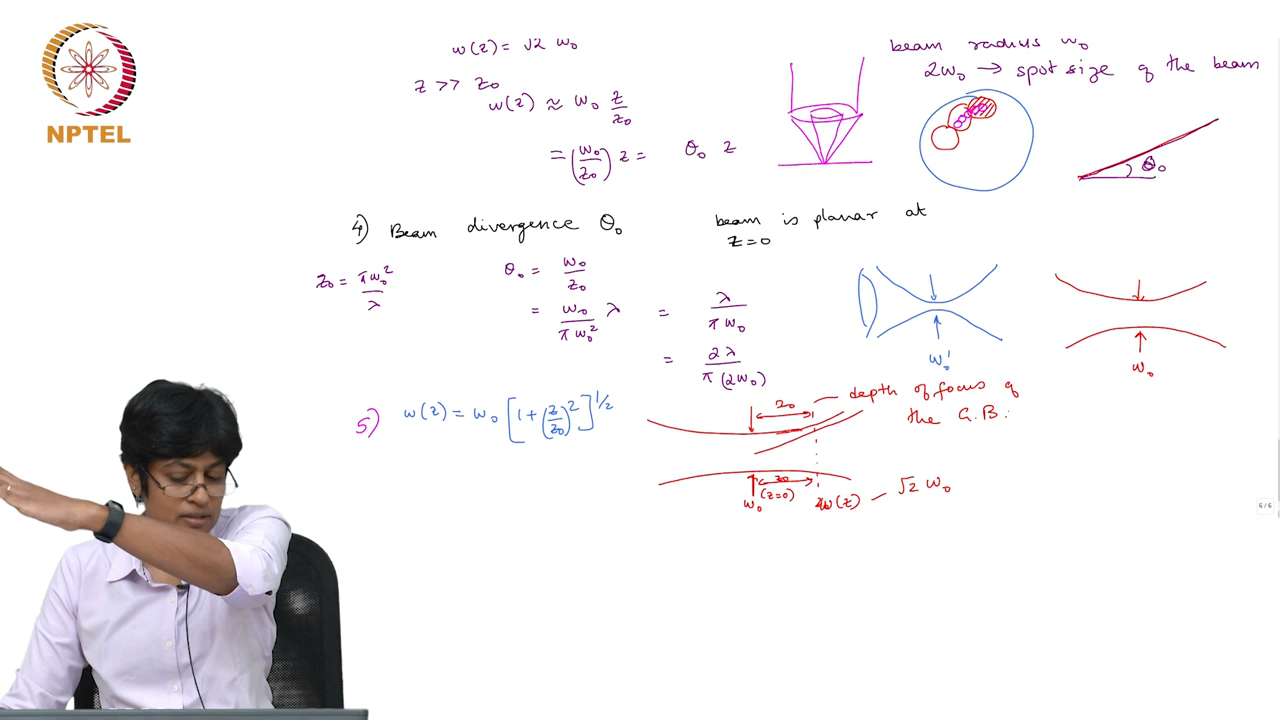 NPTEL
w(z) = √2 w₀
z >> z₀
w(z) ≈ w₀ z/z₀
= (w₀/z₀) z = θ₀ z
beam radius w₀
2w₀ → spot size of the beam
θ₀
4) Beam divergence θ₀
beam is planar at
z=0
z₀ = πw₀²/λ
θ₀ = w₀/z₀
= w₀/πw₀² λ = λ/πw₀
= 2λ/π(2w₀)
w₀'
w₀
5) w(z) = w₀ [1+(z/z₀)²]^1/2
z₀
depth of focus of
the G.B.
z₀
(z=0)
w₀
w(z) — √2 w₀
6/6